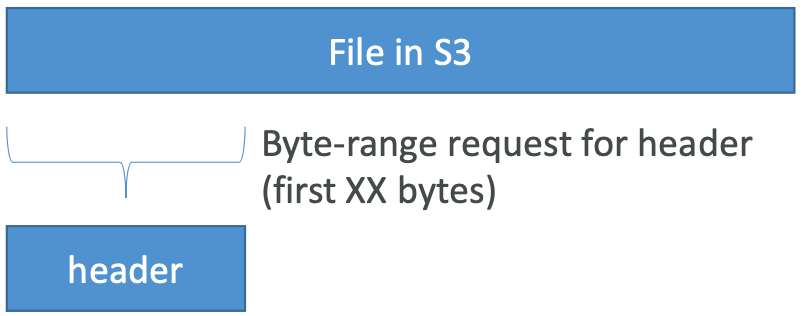 File in S3
Byte-range request for header
(first XX bytes)
header